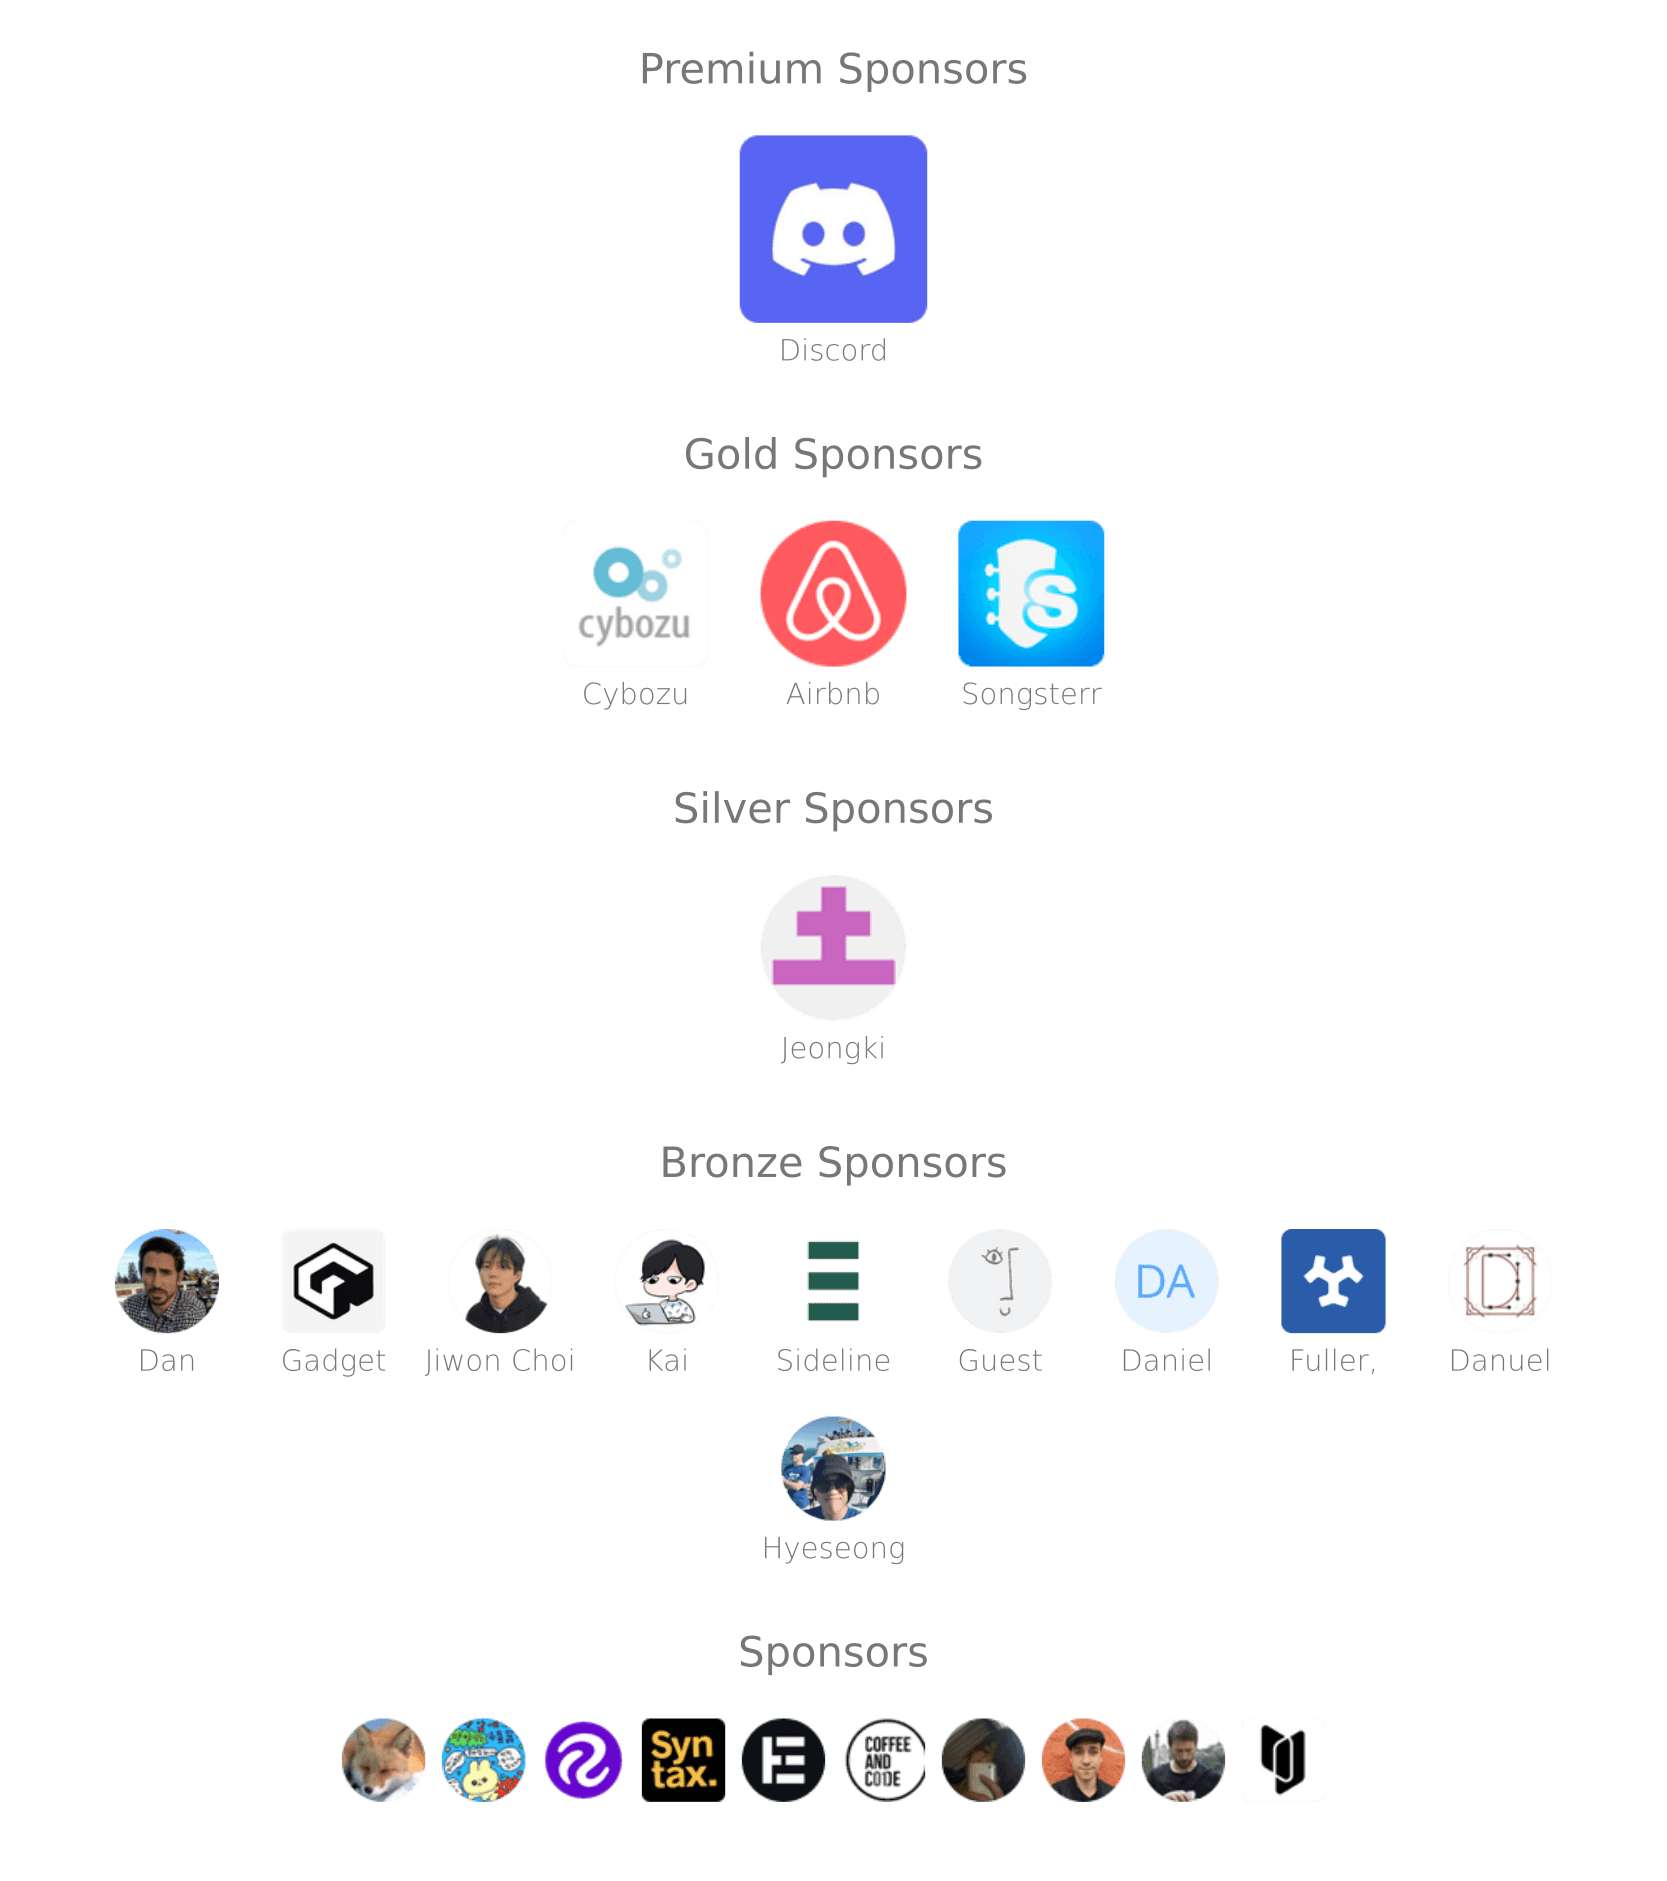 Premium Sponsors
Discord
Gold Sponsors
cybozu
Cybozu
Airbnb
S
Songsterr
Silver Sponsors
Jeongki
Bronze Sponsors
DA
Dan
Gadget
Jiwon Choi
Kai
Sideline
Guest
Daniel
Fuller,
Danuel
Hyeseong
Sponsors
Syn
tax.
COFFEE
AND
CODE